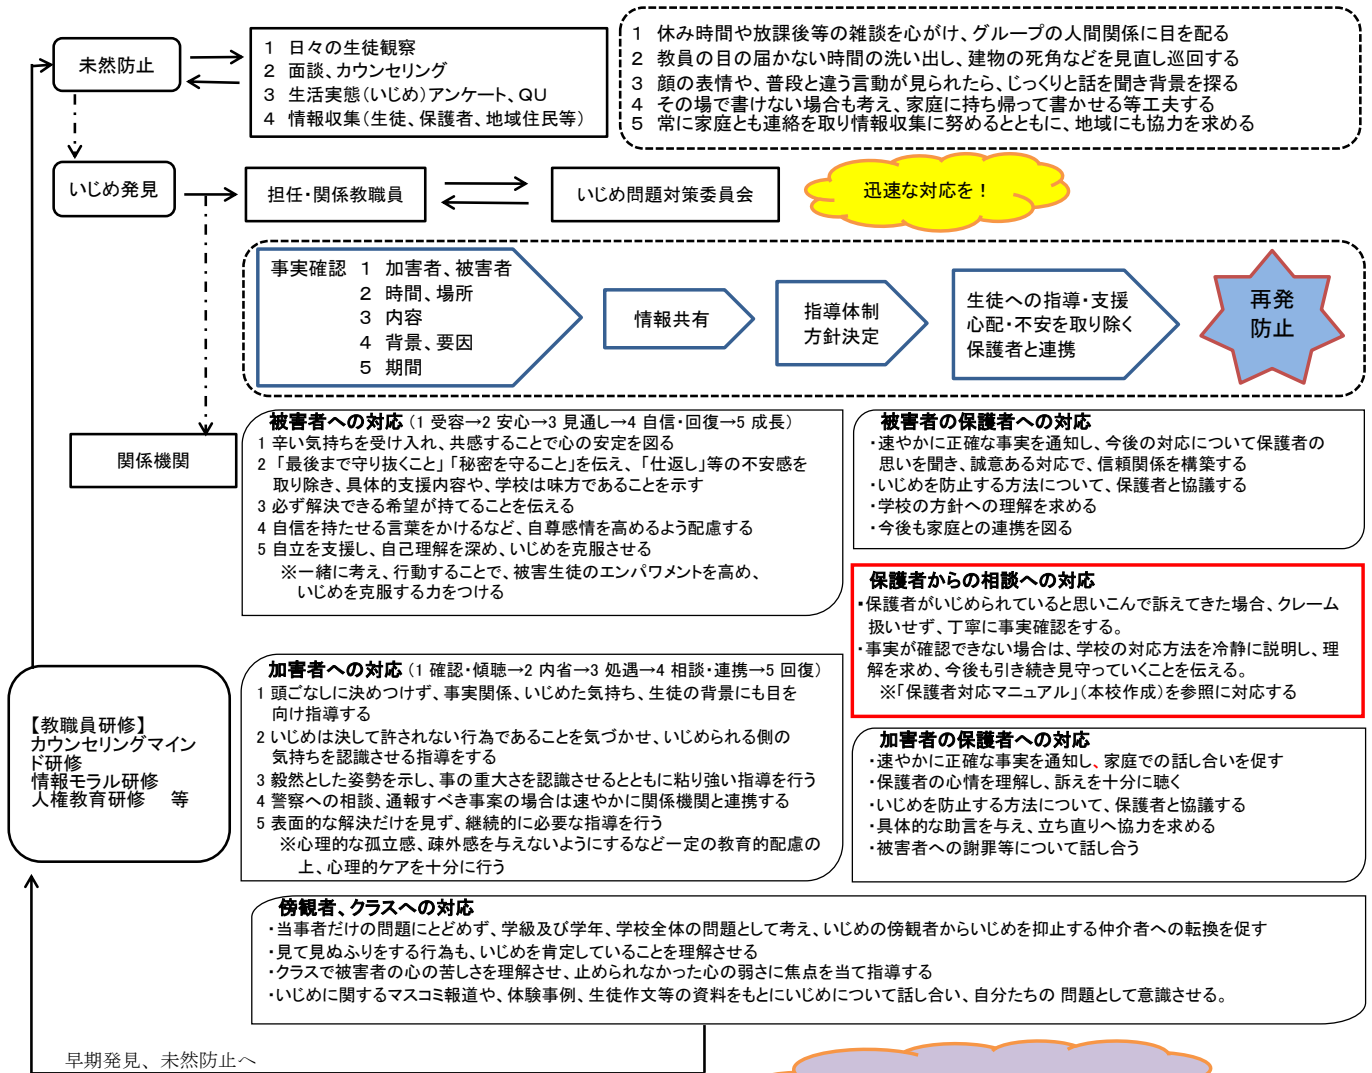 未然防止
1 日々の生徒観察
2 面談、カウンセリング
3 生活実態(いじめ)アンケート、QU
4 情報収集(生徒、保護者、地域住民等)
1 休み時間や放課後等の雑談を心がけ、グループの人間関係に目を配る
2 教員の目の届かない時間の洗い出し、建物の死角などを見直し巡回する
3 顔の表情や、普段と違う言動が見られたら、じっくりと話を聞き背景を探る
4 その場で書けない場合も考え、家庭に持ち帰って書かせる等工夫する
5 常に家庭とも連絡を取り情報収集に努めるとともに、地域にも協力を求める
いじめ発見
担任・関係教職員
いじめ問題対策委員会
迅速な対応を!
事実確認 1 加害者、被害者
2 時間、場所
3 内容
4 背景、要因
5 期間
情報共有
指導体制
方針決定
生徒への指導・支援
心配・不安を取り除く
保護者と連携
再発
防止
関係機関
被害者への対応(1 受容→2 安心→3 見通し→4 自信・回復→5 成長)
1 辛い気持ちを受け入れ、共感することで心の安定を図る
2 「最後まで守り抜くこと」「秘密を守ること」を伝え、「仕返し」等の不安感を
取り除き、具体的支援内容や、学校は味方であることを示す
3 必ず解決できる希望が持てることを伝える
4 自信を持たせる言葉をかけるなど、自尊感情を高めるよう配慮する
5 自立を支援し、自己理解を深め、いじめを克服させる
※一緒に考え、行動することで、被害生徒のエンパワメントを高め、
いじめを克服する力をつける
被害者の保護者への対応
・速やかに正確な事実を通知し、今後の対応について保護者の
思いを聞き、誠意ある対応で、信頼関係を構築する
・いじめを防止する方法について、保護者と協議する
・学校の方針への理解を求める
・今後も家庭との連携を図る
保護者からの相談への対応
・保護者がいじめられていると思いこんで訴えてきた場合、クレーム
扱いせず、丁寧に事実確認をする。
・事実が確認できない場合は、学校の対応方法を冷静に説明し、理
解を求め、今後も引き続き見守っていくことを伝える。
※「保護者対応マニュアル」(本校作成)を参照に対応する
加害者への対応(1 確認・傾聴→2 内省→3 処遇→4 相談・連携→5 回復)
1 頭ごなしに決めつけず、事実関係、いじめた気持ち、生徒の背景にも目を
向け指導する
2 いじめは決して許されない行為であることを気づかせ、いじめられる側の
気持ちを認識させる指導をする
3 毅然とした姿勢を示し、事の重大さを認識させるとともに粘り強い指導を行う
4 警察への相談、通報すべき事案の場合は速やかに関係機関と連携する
5 表面的な解決だけを見ず、継続的に必要な指導を行う
※心理的な孤立感、疎外感を与えないようにするなど一定の教育的配慮の
上、心理的ケアを十分に行う
加害者の保護者への対応
・速やかに正確な事実を通知し、家庭での話し合いを促す
・保護者の心情を理解し、訴えを十分に聴く
・いじめを防止する方法について、保護者と協議する
・具体的な助言を与え、立ち直りへ協力を求める
・被害者への謝罪等について話し合う
【教職員研修】
カウンセリングマイン
ド研修
情報モラル研修
人権教育研修 等
傍観者、クラスへの対応
・当事者だけの問題にとどめず、学級及び学年、学校全体の問題として考え、いじめの傍観者からいじめを抑止する仲介者への転換を促す
・見て見ぬふりをする行為も、いじめを肯定していることを理解させる
・クラスで被害者の心の苦しさを理解させ、止められなかった心の弱さに焦点を当て指導する
・いじめに関するマスコミ報道や、体験事例、生徒作文等の資料をもとにいじめについて話し合い、自分たちの 問題として意識させる。
早期発見、未然防止へ